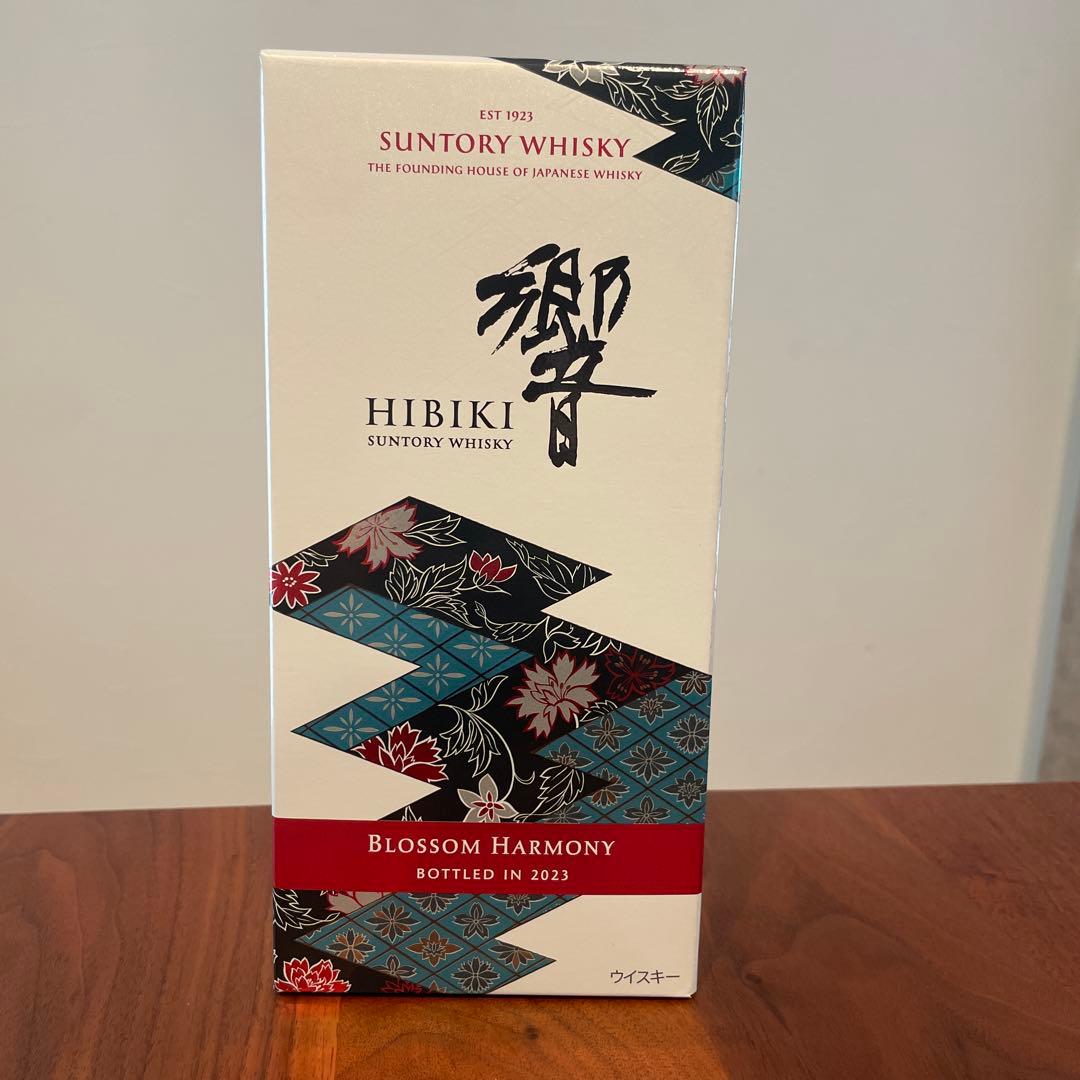 EST 1923
SUNTORY WHISKY
THE FOUNDING HOUSE OF JAPANESE WHISKY
響
HIBIKI
SUNTORY WHISKY
BLOSSOM HARMONY
BOTTLED IN 2023
ウイスキー